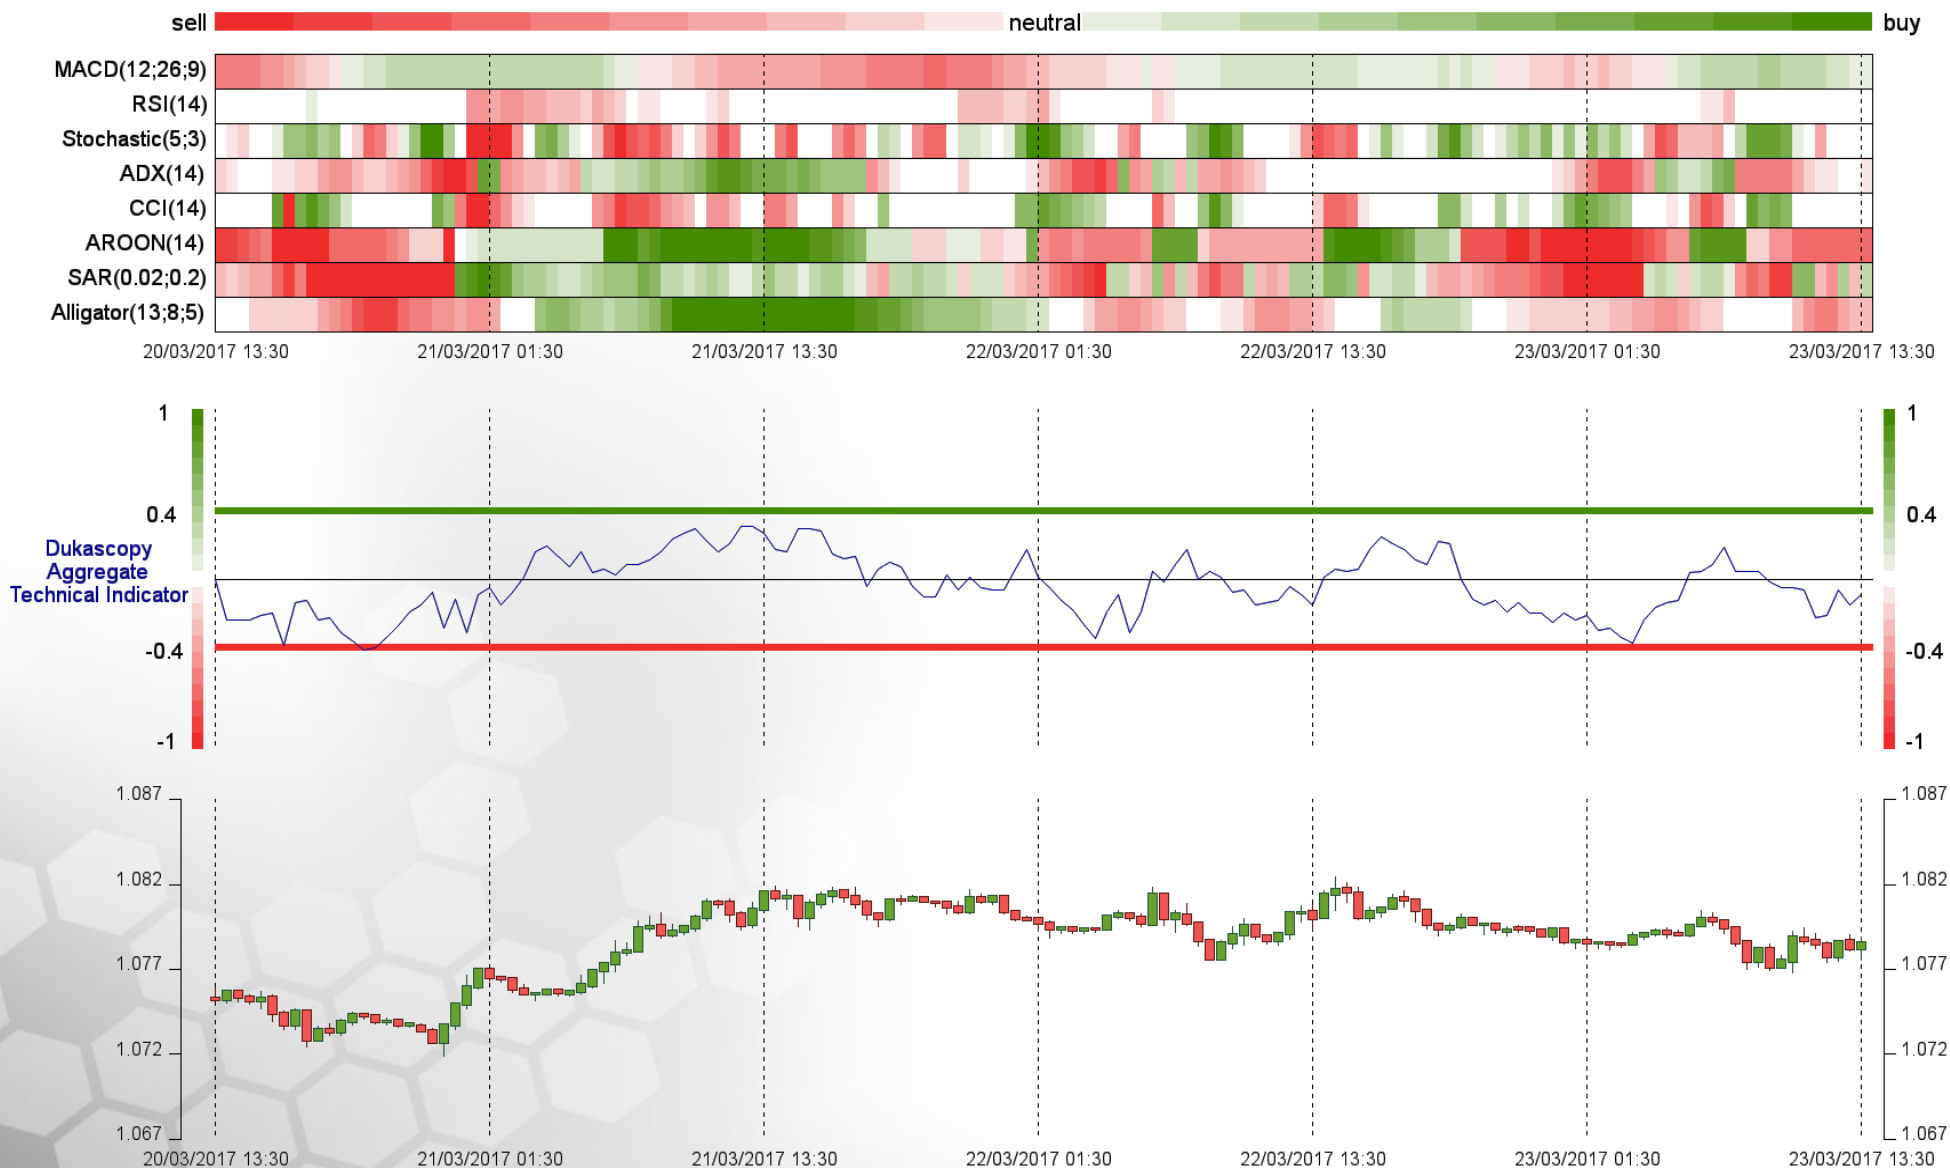 sell neutral buy
MACD(12;26;9)
RSI(14)
Stochastic(5;3)
ADX(14)
CCI(14)
AROON(14)
SAR(0.02;0.2)
Alligator(13;8;5)
20/03/2017 13:30 21/03/2017 01:30 21/03/2017 13:30 22/03/2017 01:30 22/03/2017 13:30 23/03/2017 01:30 23/03/2017 13:30
1 1
0.4 0.4
Dukascopy
Aggregate
Technical Indicator
-0.4 -0.4
-1 -1
1.087 1.087
1.082 1.082
1.077 1.077
1.072 1.072
1.067 1.067
20/03/2017 13:30 21/03/2017 01:30 21/03/2017 13:30 22/03/2017 01:30 22/03/2017 13:30 23/03/2017 01:30 23/03/2017 13:30